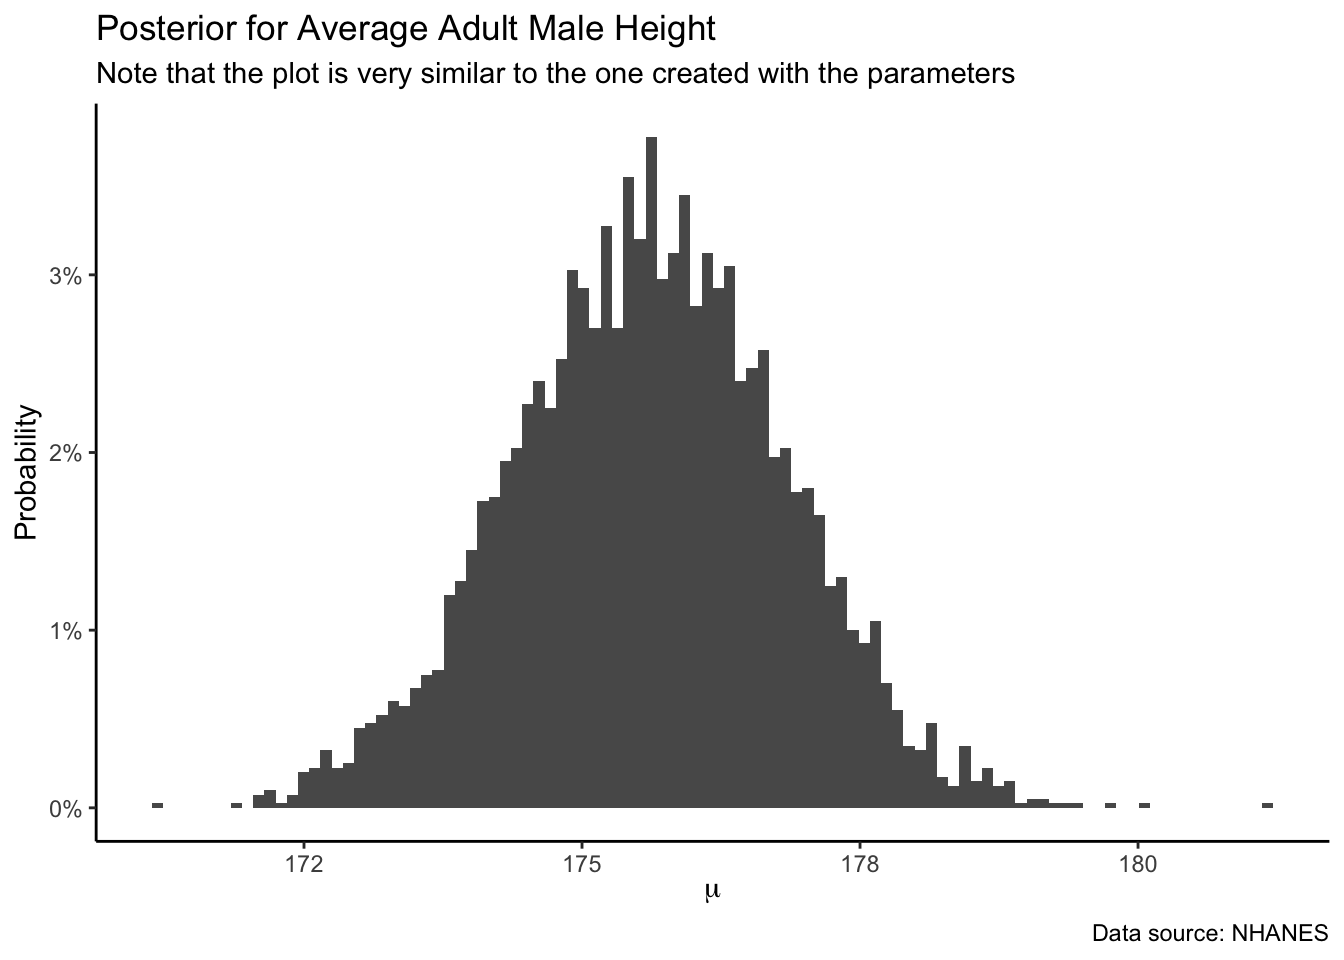 Posterior for Average Adult Male Height
Note that the plot is very similar to the one created with the parameters
Probability
3%
2%
1%
0%
172
175
178
180
μ
Data source: NHANES